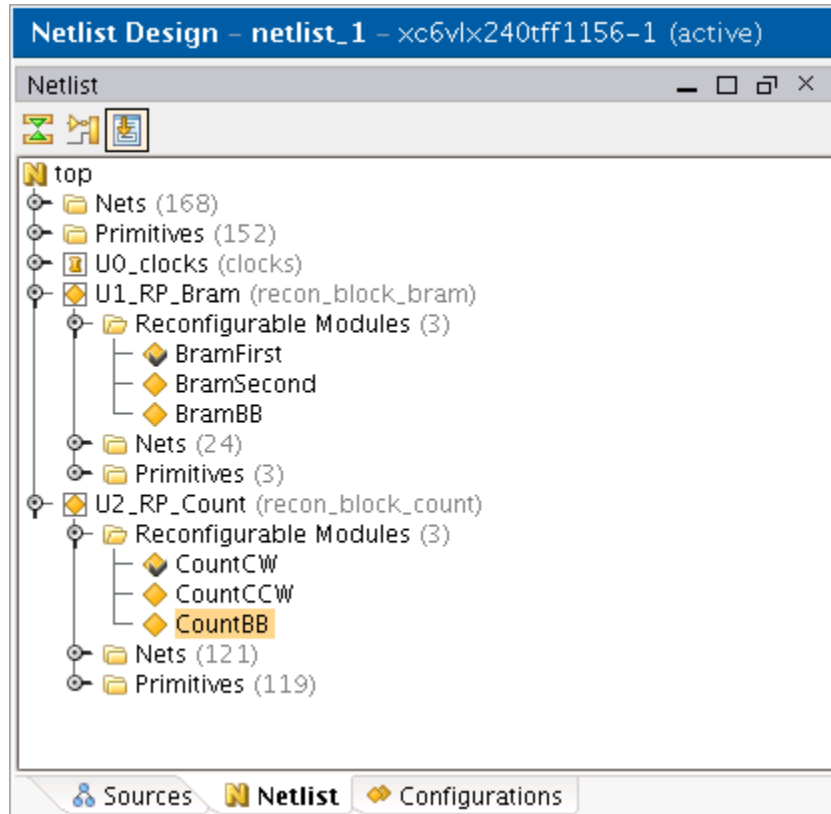 Netlist Design – netlist_1 – xc6vlx240tff1156-1 (active)
Netlist
top
Nets (168)
Primitives (152)
U0_clocks (clocks)
U1_RP_Bram (recon_block_bram)
Reconfigurable Modules (3)
BramFirst
BramSecond
BramBB
Nets (24)
Primitives (3)
U2_RP_Count (recon_block_count)
Reconfigurable Modules (3)
CountCW
CountCCW
CountBB
Nets (121)
Primitives (119)
Sources Netlist Configurations